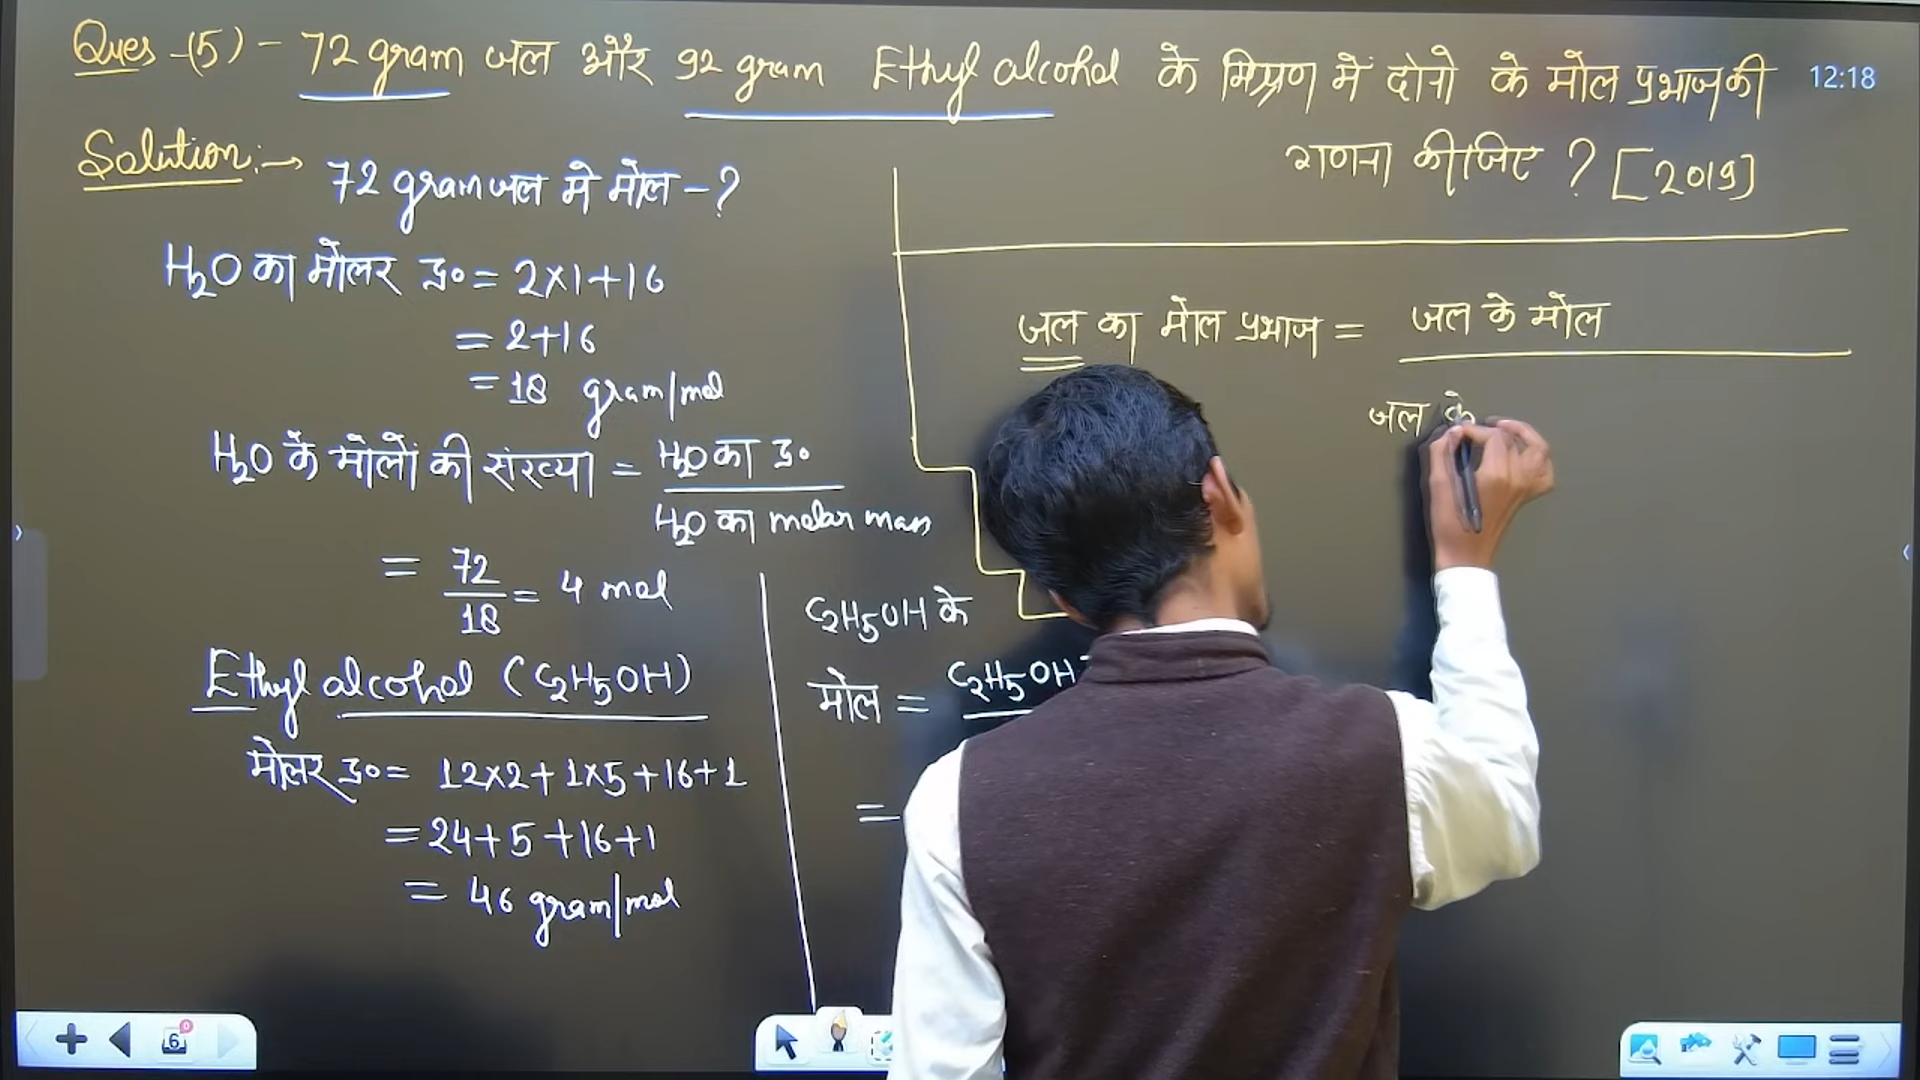 Ques -(5) - 72 gram जल और 92 gram Ethyl alcohol के मिश्रण में दोनो के मोल प्रभाज की
12:18
गणना कीजिए ? [2019]
Solution:→ 72 gram जल मे मोल - ?
H2O का मोलर द्र० = 2×1+16
= 2+16
= 18 gram/mol
H2O के मोलों की संख्या = H2O का द्र०
H2O का molar mass
= 72
18 = 4 mol
Ethyl alcohol (C2H5OH)
मोलर द्र० = 12×2+1×5+16+1
= 24+5+16+1
= 46 gram/mol
C2H5OH के
मोल = C2H5OH
=
जल का मोल प्रभाज = जल के मोल
जल के
6
0